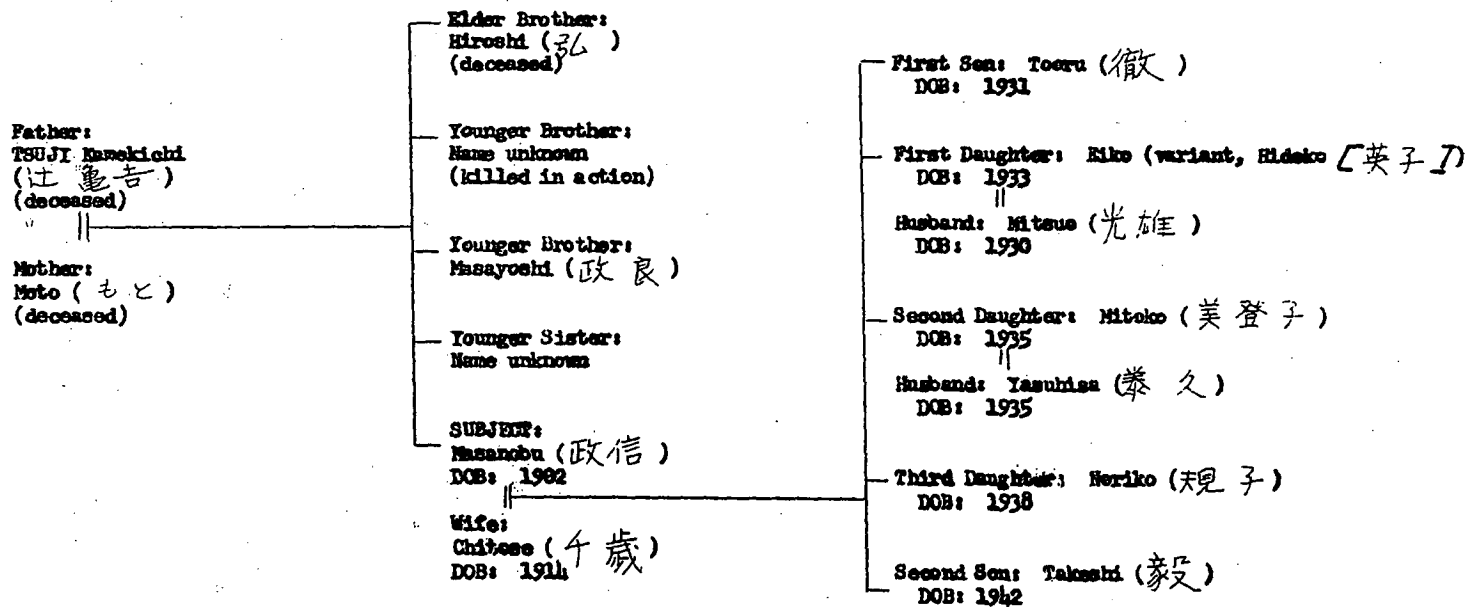 Father:
TSUJI Kamekichi
(辻 亀吉)
(deceased)
Mother:
Moto (もと)
(deceased)
Elder Brother:
Hiroshi (弘)
(deceased)
Younger Brother:
Name unknown
(killed in action)
Younger Brother:
Masayoshi (政良)
Younger Sister:
Name unknown
SUBJECT:
Masanobu (政信)
DOB: 1902
Wife:
Chitose (千歳)
DOB: 1914
First Son: Tooru (徹)
DOB: 1931
First Daughter: Eiko (variant, Hideko [英子])
DOB: 1933
Husband: Mitsuo (光雄)
DOB: 1930
Second Daughter: Mitoko (美登子)
DOB: 1935
Husband: Yasuhisa (泰久)
DOB: 1935
Third Daughter: Noriko (規子)
DOB: 1938
Second Son: Takeshi (毅)
DOB: 1942